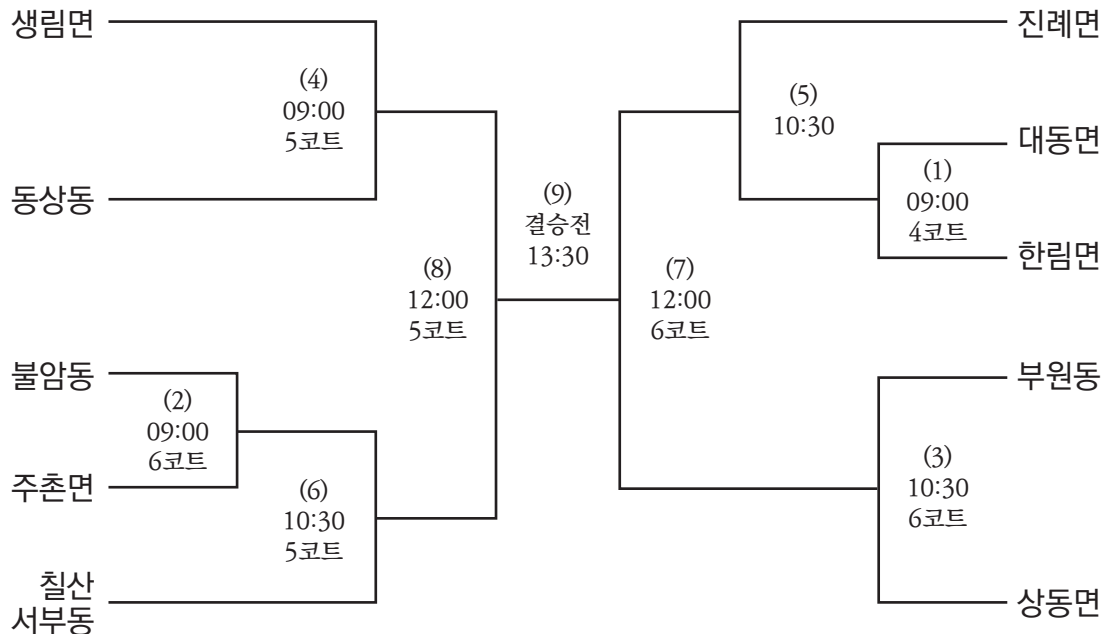 생림면
(4)
09:00
5코트
동상동
(8)
12:00
5코트
불암동
(2)
09:00
6코트
주촌면
(6)
10:30
5코트
칠산
서부동
(9)
결승전
13:30
진례면
(5)
10:30
대동면
(1)
09:00
4코트
한림면
(7)
12:00
6코트
부원동
(3)
10:30
6코트
상동면